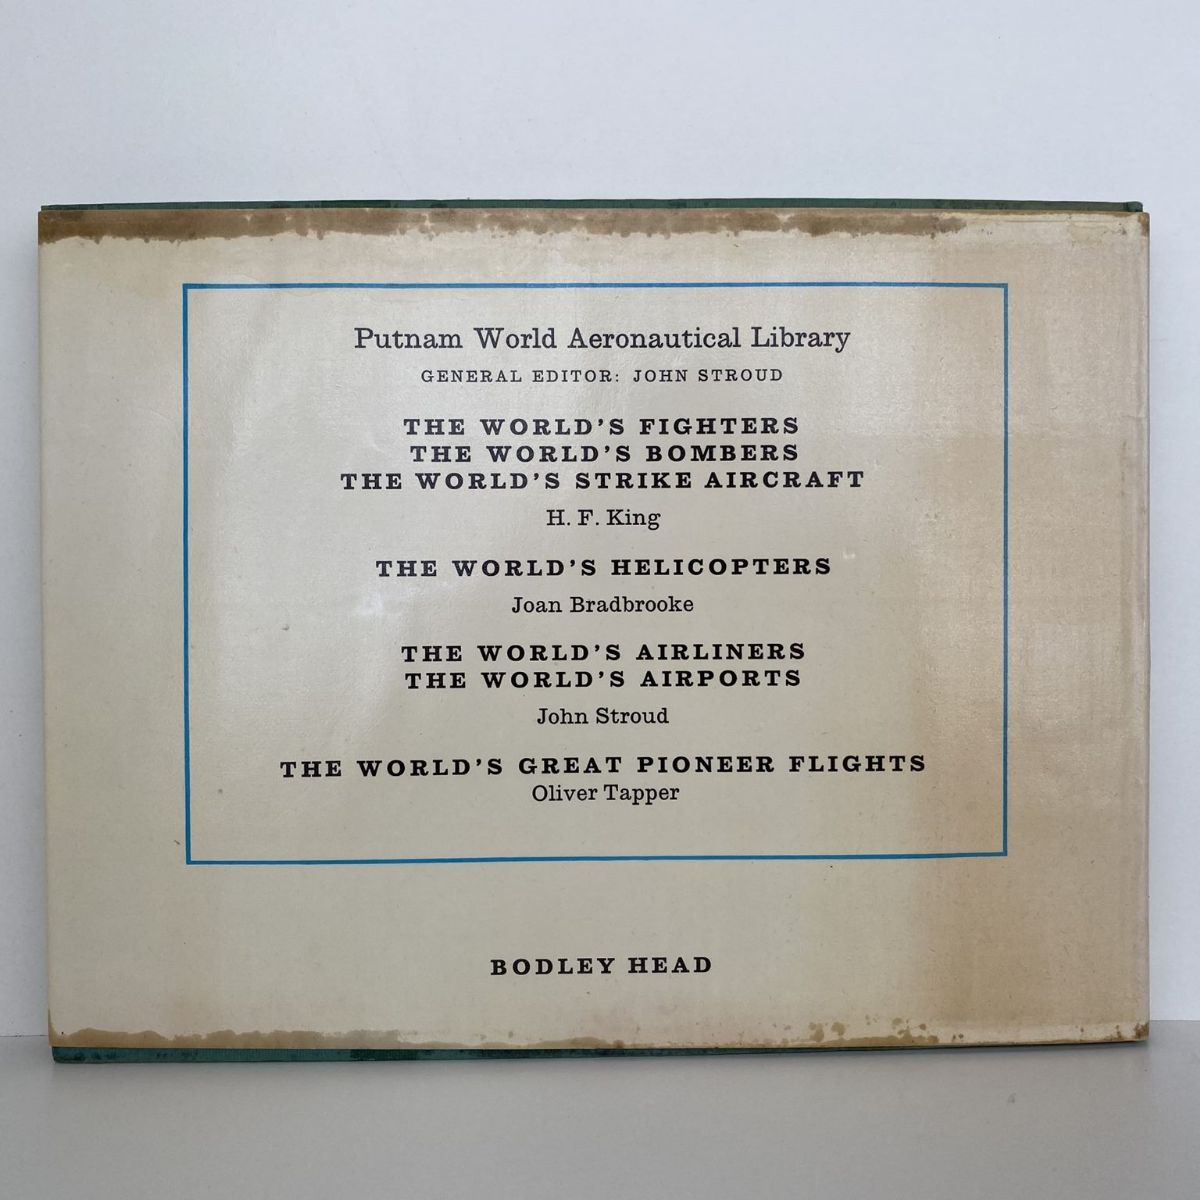 Putnam World Aeronautical Library
GENERAL EDITOR: JOHN STROUD
THE WORLD'S FIGHTERS
THE WORLD'S BOMBERS
THE WORLD'S STRIKE AIRCRAFT
H. F. King
THE WORLD'S HELICOPTERS
Joan Bradbrooke
THE WORLD'S AIRLINERS
THE WORLD'S AIRPORTS
John Stroud
THE WORLD'S GREAT PIONEER FLIGHTS
Oliver Tapper
BODLEY HEAD